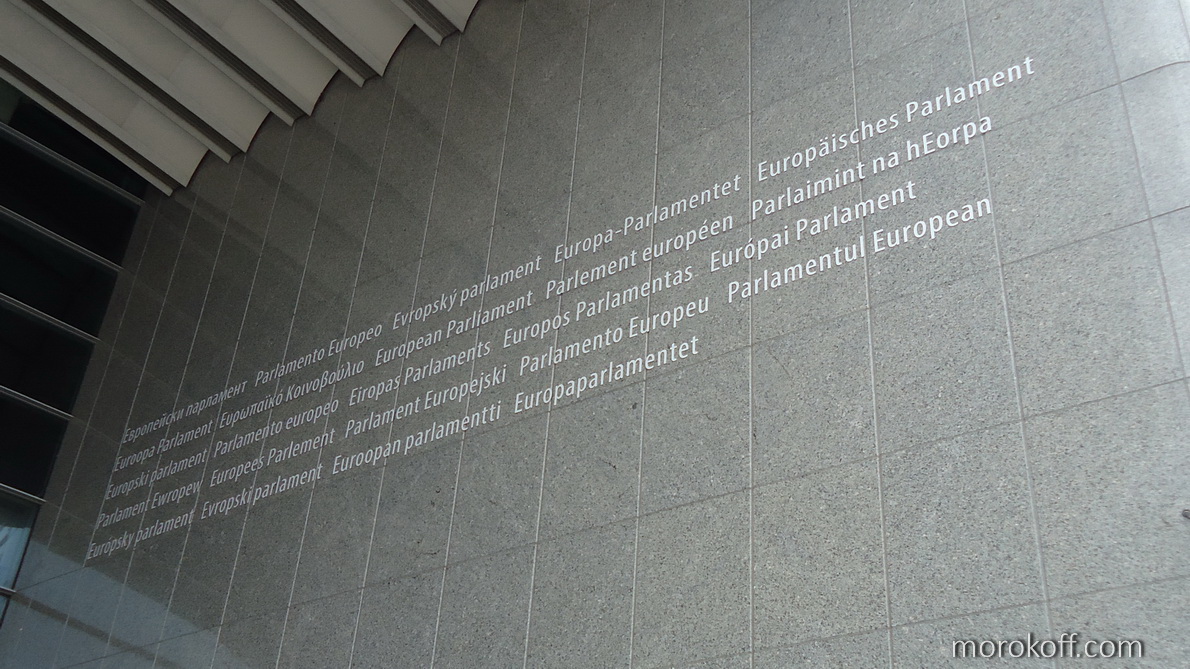 Европейски парламент Parlamento Europeo Evropský parlament Europa-Parlamentet Europäisches Parlament
Euroopa Parlament Ευρωπαϊκό Κοινοβούλιο European Parliament Parlement européen Parlaimint na hEorpa
Europski parlament Parlamento europeo Eiropas Parlaments Europos Parlamentas Európai Parlament
Parlament Ewropew Europees Parlement Parlament Europejski Parlamento Europeu Parlamentul European
Európsky parlament Evropski parlament Euroopan parlamentti Europaparlamentet
morokoff.com